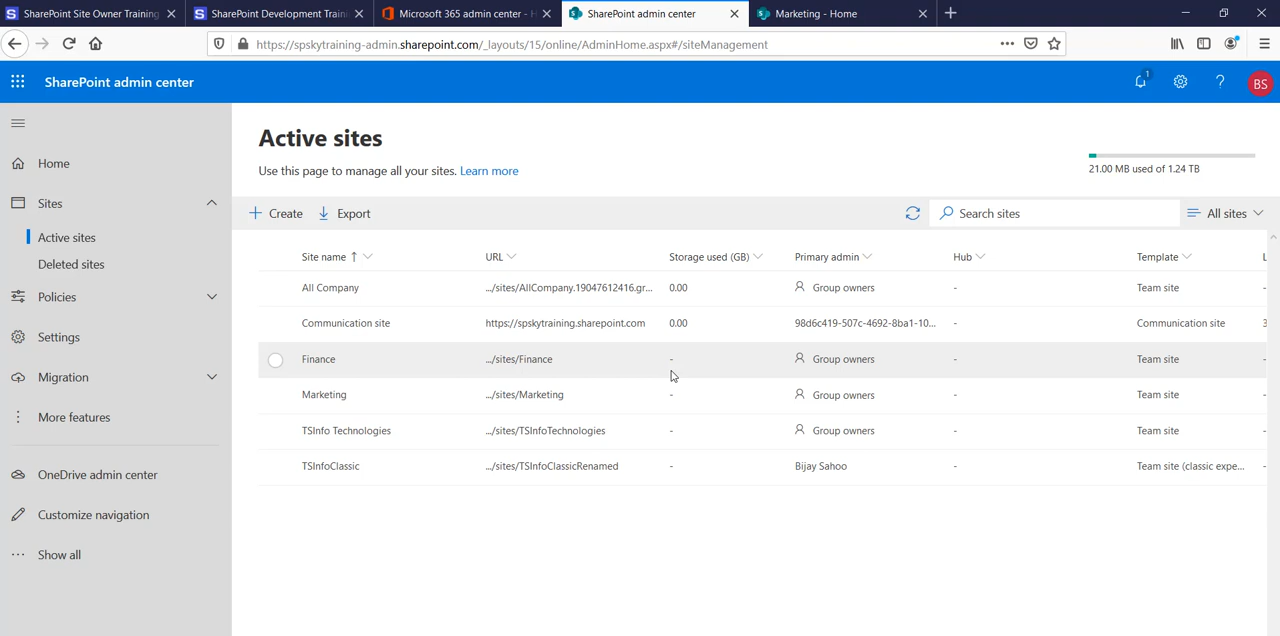 SharePoint Site Owner Training
SharePoint Development Traini
Microsoft 365 admin center - H
SharePoint admin center
Marketing - Home
https://spskytraining-admin.sharepoint.com/_layouts/15/online/AdminHome.aspx#/siteManagement
SharePoint admin center
1
BS
Home
Sites
Active sites
Deleted sites
Policies
Settings
Migration
More features
OneDrive admin center
Customize navigation
Show all
Active sites
Use this page to manage all your sites. Learn more
21.00 MB used of 1.24 TB
Create Export Search sites All sites
Site name ↑ URL Storage used (GB) Primary admin Hub Template L
All Company .../sites/AllCompany.19047612416.gr... 0.00 Group owners - Team site -
Communication site https://spskytraining.sharepoint.com 0.00 98d6c419-507c-4692-8ba1-10... - Communication site 3
Finance .../sites/Finance - Group owners - Team site -
Marketing .../sites/Marketing - Group owners - Team site -
TSInfo Technologies .../sites/TSInfoTechnologies - Group owners - Team site -
TSInfoClassic .../sites/TSInfoClassicRenamed - Bijay Sahoo - Team site (classic expe... -